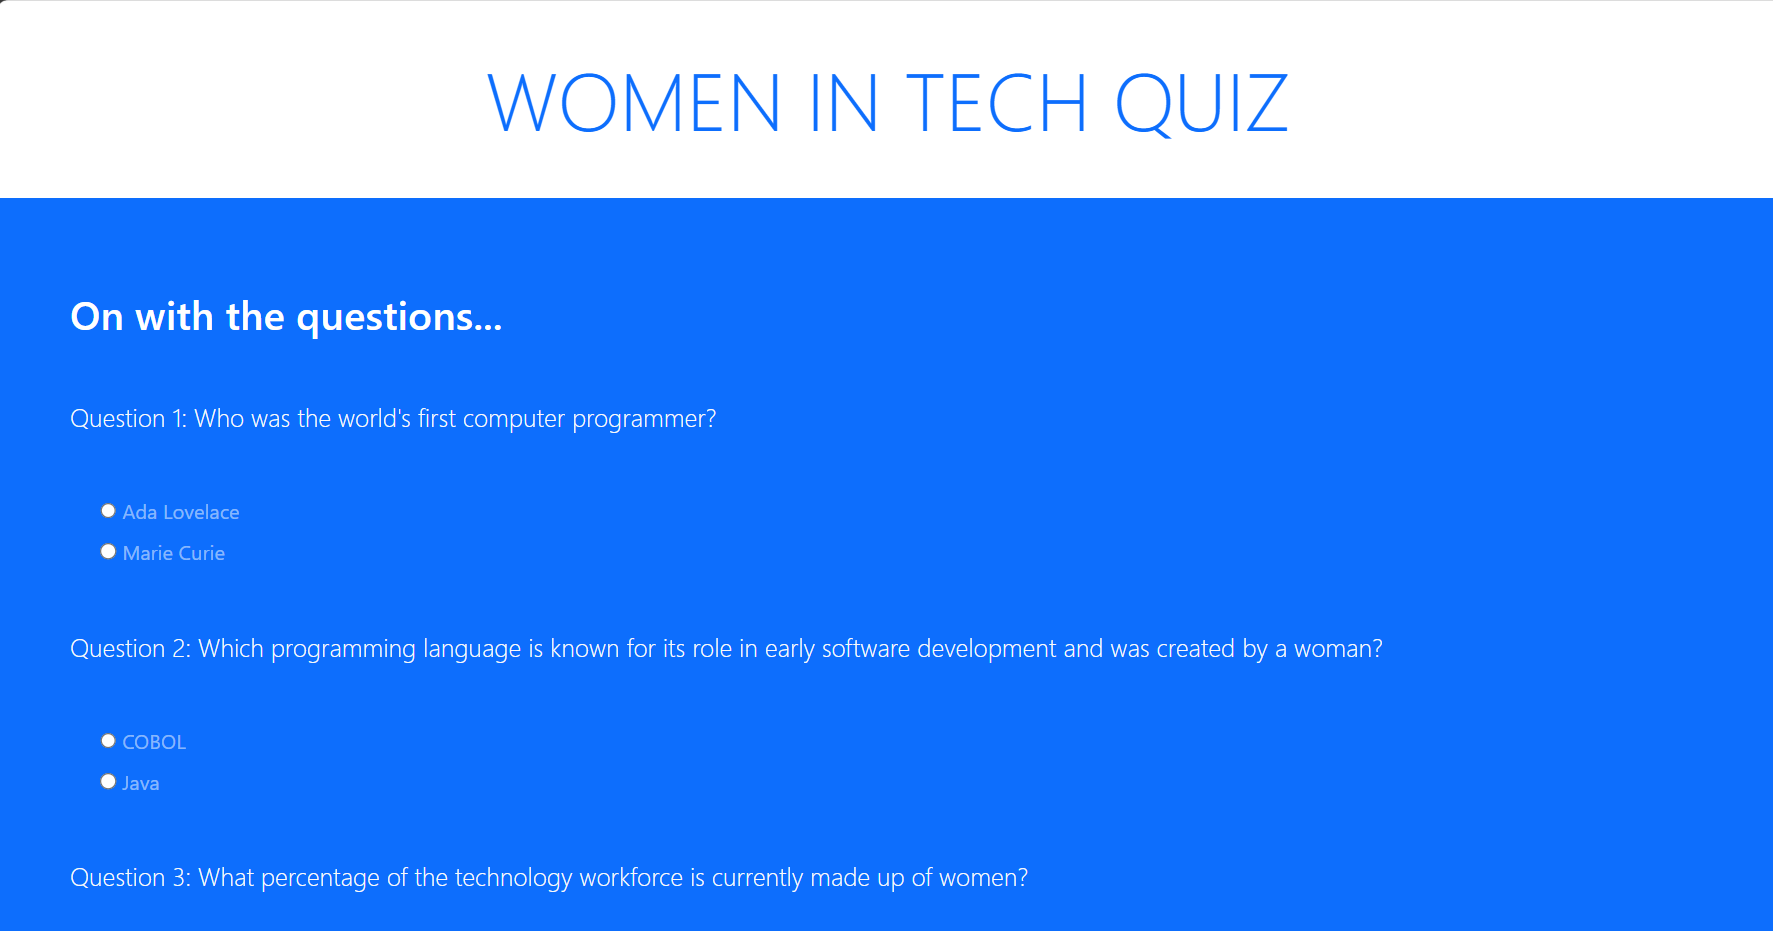 WOMEN IN TECH QUIZ
On with the questions...
Question 1: Who was the world's first computer programmer?
Ada Lovelace
Marie Curie
Question 2: Which programming language is known for its role in early software development and was created by a woman?
COBOL
Java
Question 3: What percentage of the technology workforce is currently made up of women?